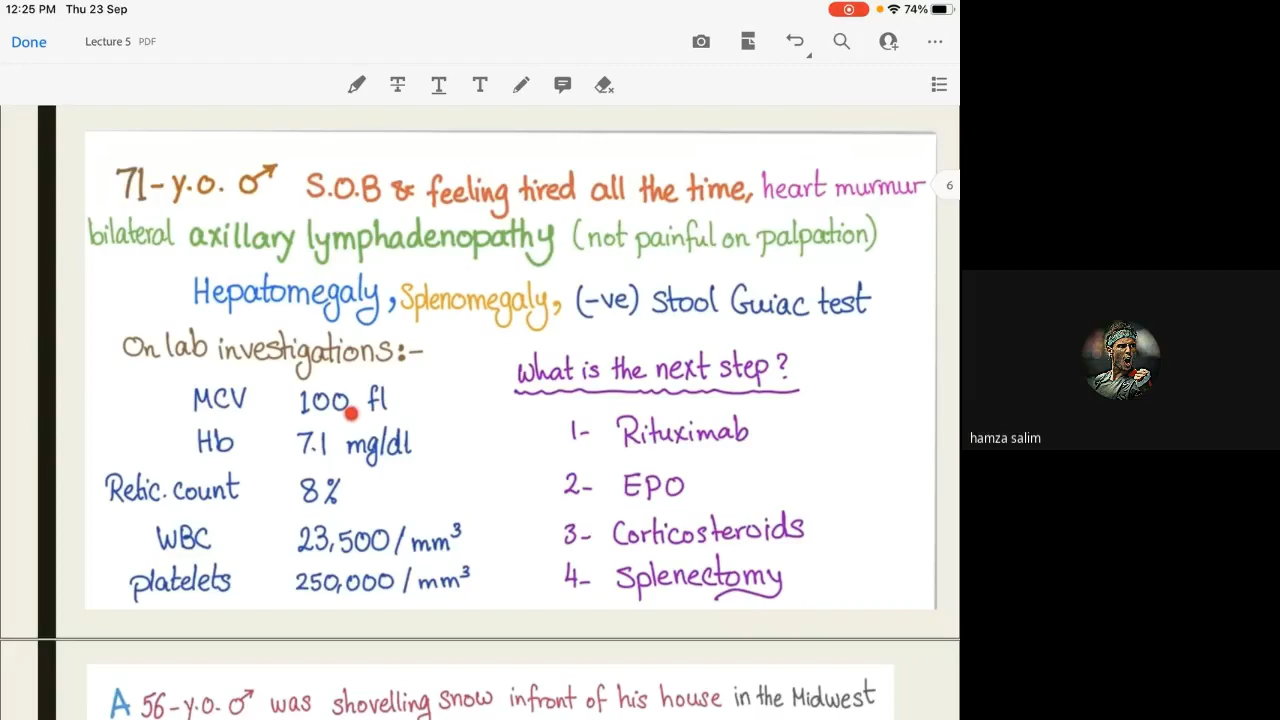 12:25 PM Thu 23 Sep
74%
Done
Lecture 5 PDF
71-y.o. ♂ S.O.B & feeling tired all the time, heart murmur
6
bilateral axillary lymphadenopathy (not painful on palpation)
Hepatomegaly, Splenomegaly, (-ve) Stool Guiac test
On lab investigations:-
What is the next step?
MCV 100 fl
1- Rituximab
Hb 7.1 mg/dl
2- EPO
Retic. count 8%
3- Corticosteroids
WBC 23,500/mm³
4- Splenectomy
platelets 250,000/mm³
hamza salim
A 56-y.o. ♂ was shovelling snow infront of his house in the Midwest